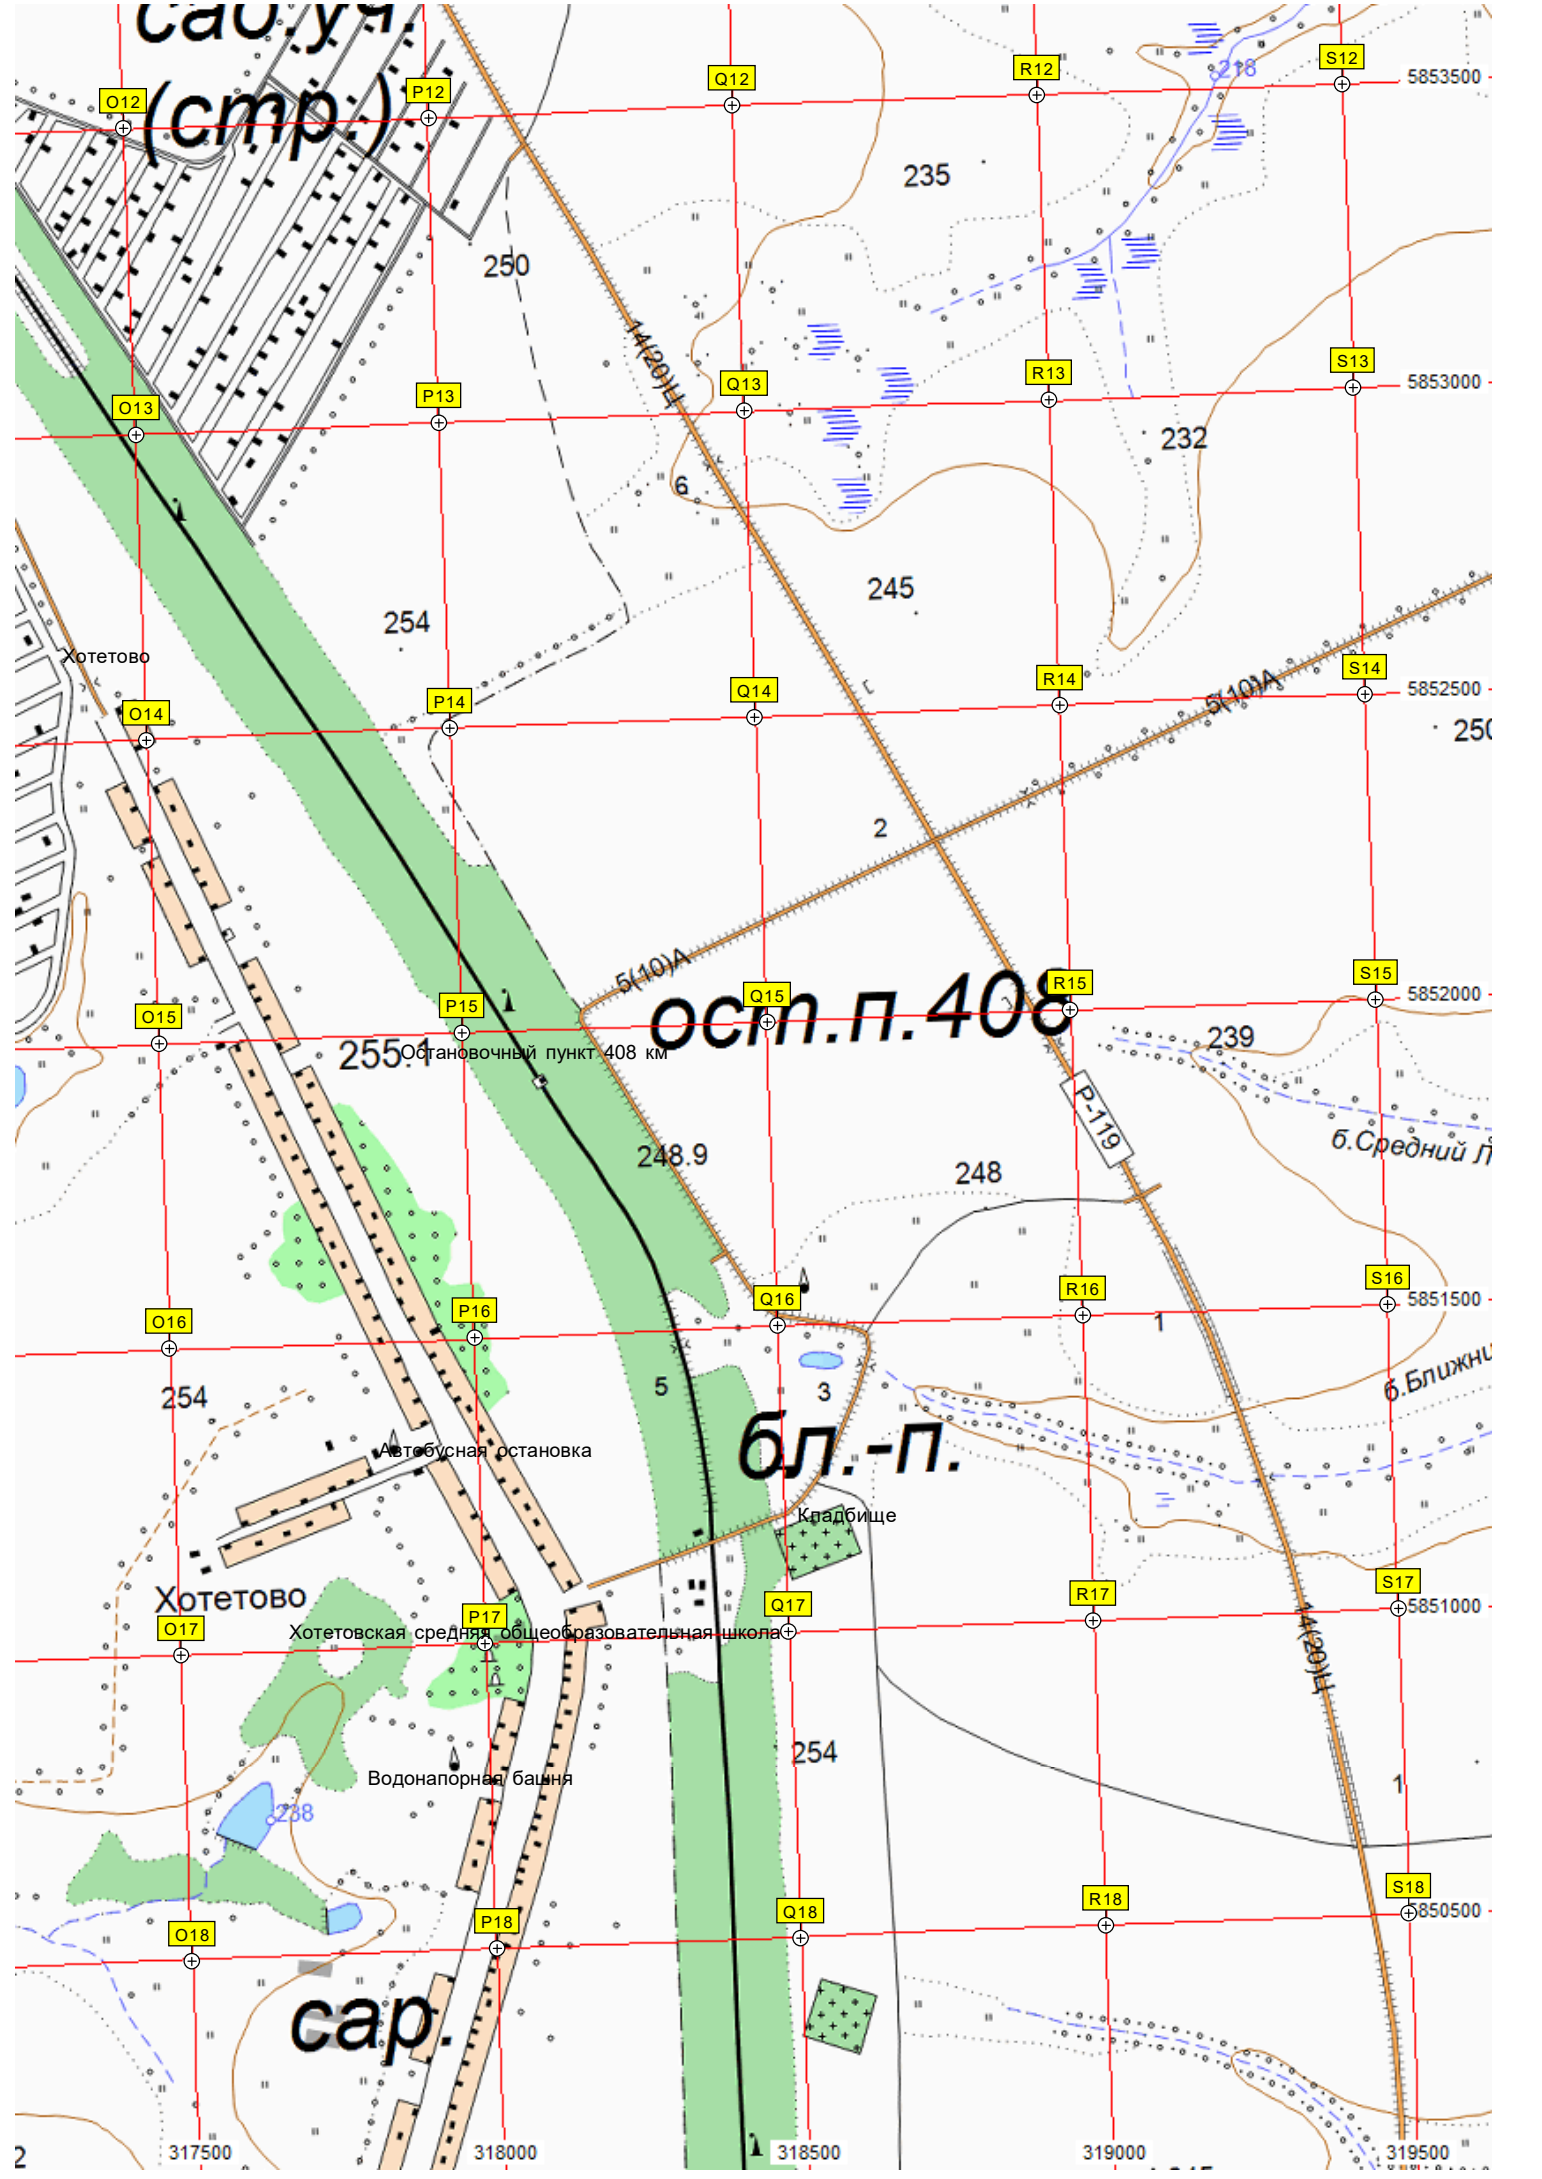 сад.уч.
(стр.)
O12
P12
Q12
R12
S12
5853500
218
235
250
14(20)Ц
O13
P13
Q13
R13
S13
5853000
232
6
245
254
Хотетово
O14
P14
Q14
R14
S14
5852500
5(10)А
250
2
5(10)А
O15
P15
Q15
R15
S15
5852000
ост.п.408
255.1
Остановочный пункт 408 км
239
Р-119
б.Средний Л
248.9
248
O16
P16
Q16
R16
S16
5851500
1
254
5
3
б.Ближни
бл.-п.
Автобусная остановка
Кладбище
Хотетово
O17
P17
Q17
R17
S17
5851000
Хотетовская средняя общеобразовательная школа
14(20)Ц
254
Водонапорная башня
1
238
O18
P18
Q18
R18
S18
5850500
сар.
2
317500
318000
318500
319000
319500